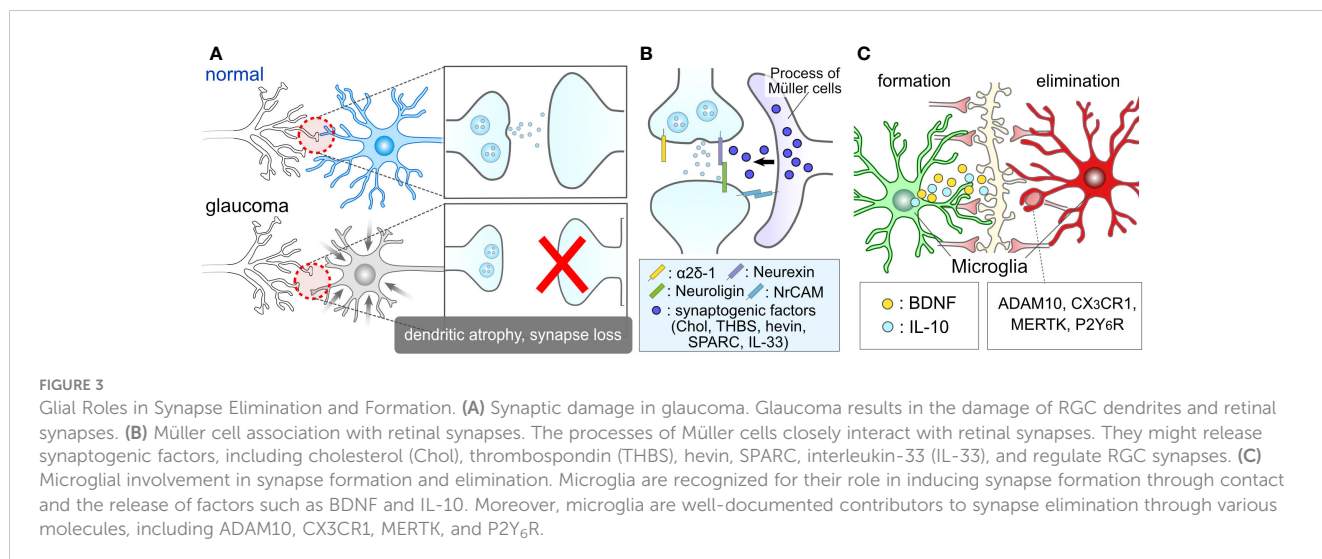 A
normal
glaucoma
dendritic atrophy, synapse loss
B
Process of
Müller cells
: α2δ-1 : Neurexin
: Neuroligin : NrCAM
: synaptogenic factors
(Chol, THBS, hevin,
SPARC, IL-33)
C
formation elimination
Microglia
: BDNF
: IL-10
ADAM10, CX3CR1,
MERTK, P2Y₆R
FIGURE 3
Glial Roles in Synapse Elimination and Formation. (A) Synaptic damage in glaucoma. Glaucoma results in the damage of RGC dendrites and retinal
synapses. (B) Müller cell association with retinal synapses. The processes of Müller cells closely interact with retinal synapses. They might release
synaptogenic factors, including cholesterol (Chol), thrombospondin (THBS), hevin, SPARC, interleukin-33 (IL-33), and regulate RGC synapses. (C)
Microglial involvement in synapse formation and elimination. Microglia are recognized for their role in inducing synapse formation through contact
and the release of factors such as BDNF and IL-10. Moreover, microglia are well-documented contributors to synapse elimination through various
molecules, including ADAM10, CX3CR1, MERTK, and P2Y₆R.